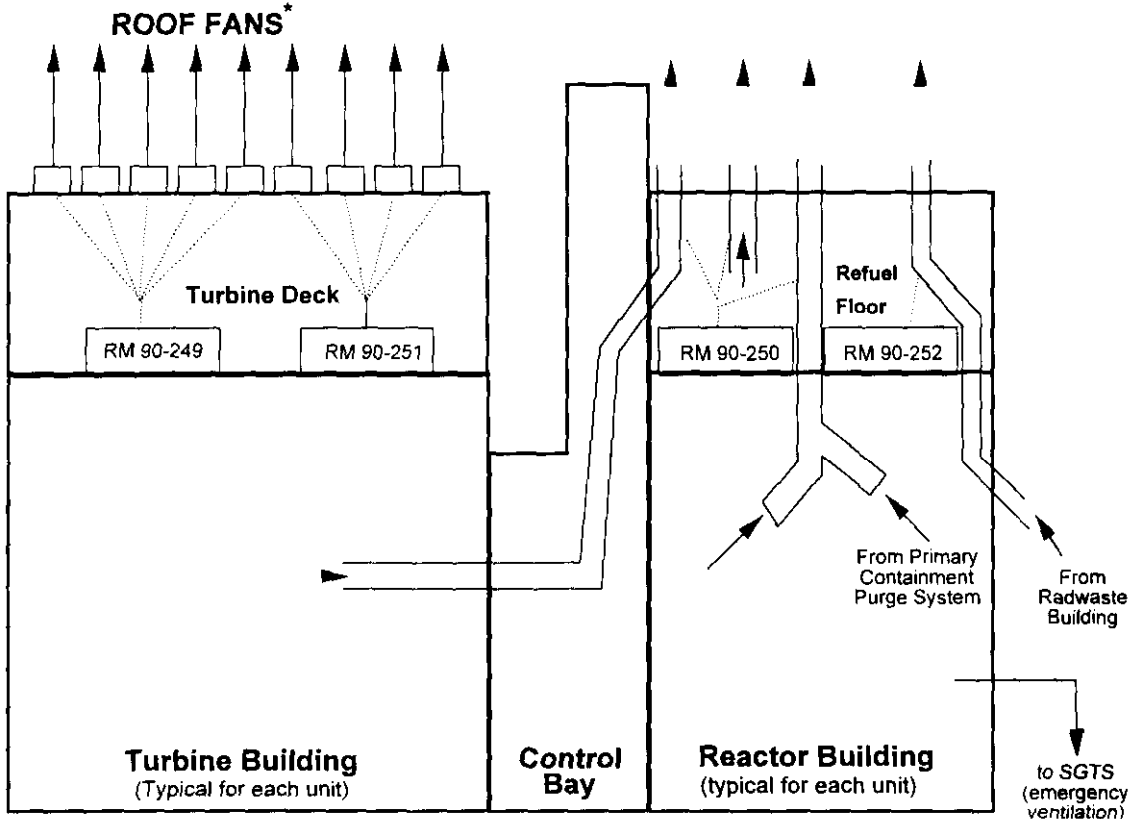 ROOF FANS*
Turbine Deck
Refuel
Floor
RM 90-249
RM 90-251
RM 90-250
RM 90-252
From Primary
Containment
Purge System
From
Radwaste
Building
Turbine Building
(Typical for each unit)
Control
Bay
Reactor Building
(typical for each unit)
to SGTS
(emergency
ventilation)